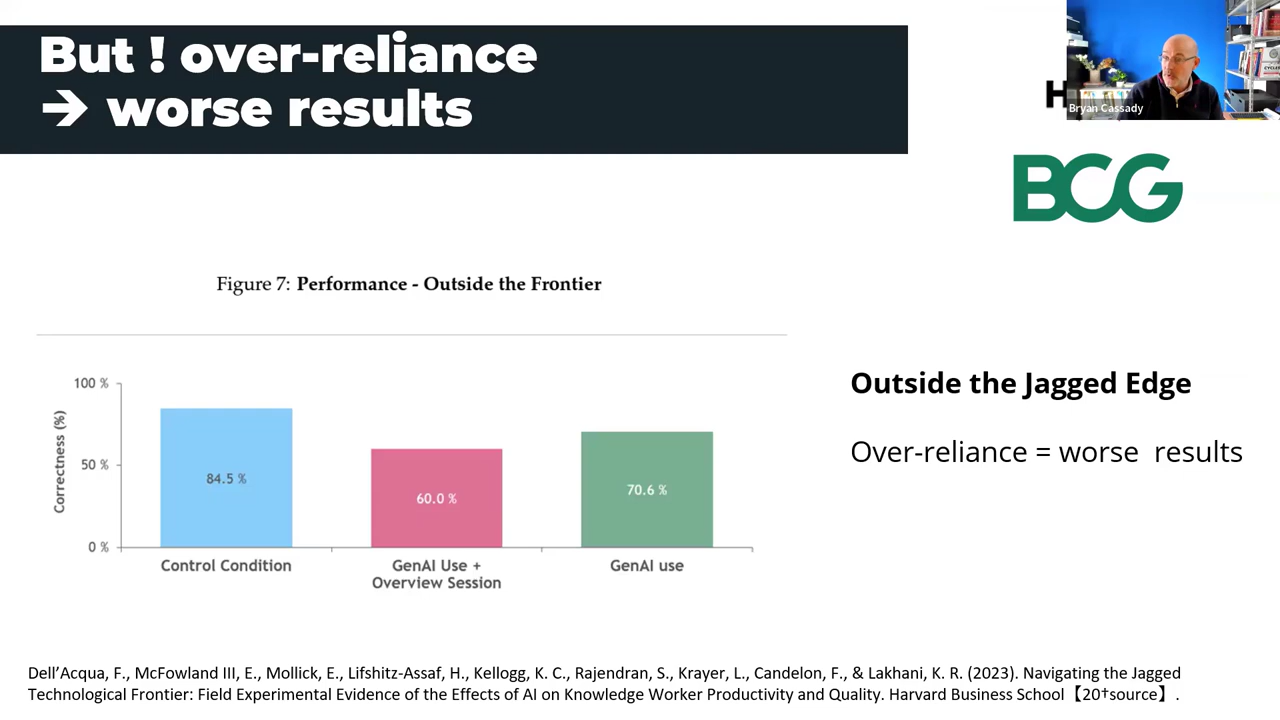 But ! over-reliance
→ worse results
H
Bryan Cassady
BCG
Figure 7: Performance - Outside the Frontier
100 %
50 %
0 %
Correctness (%)
84.5 %
60.0 %
70.6 %
Control Condition
GenAI Use +
Overview Session
GenAI use
Outside the Jagged Edge
Over-reliance = worse  results
Dell’Acqua, F., McFowland III, E., Mollick, E., Lifshitz-Assaf, H., Kellogg, K. C., Rajendran, S., Krayer, L., Candelon, F., & Lakhani, K. R. (2023). Navigating the Jagged
Technological Frontier: Field Experimental Evidence of the Effects of AI on Knowledge Worker Productivity and Quality. Harvard Business School【20†source】.